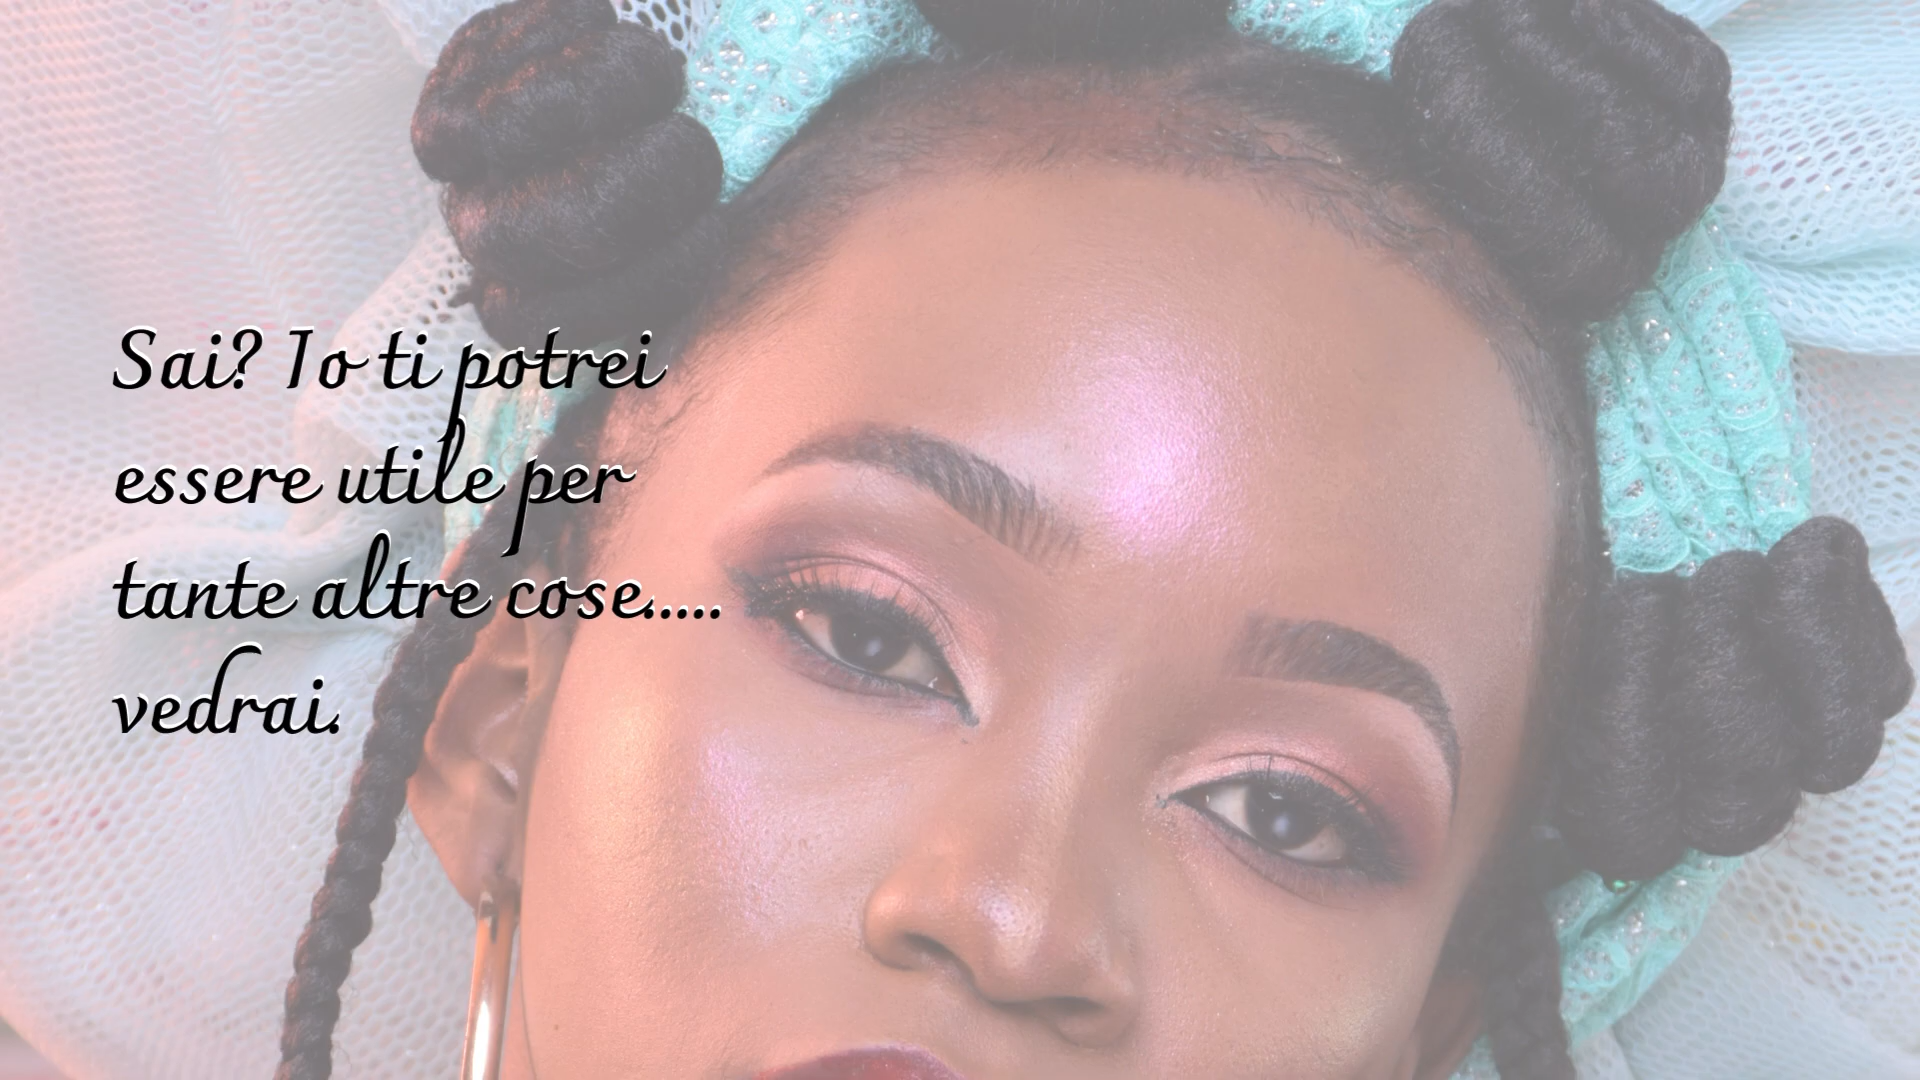 Sai? Io ti potrei
essere utile per
tante altre cose.....
vedrai.